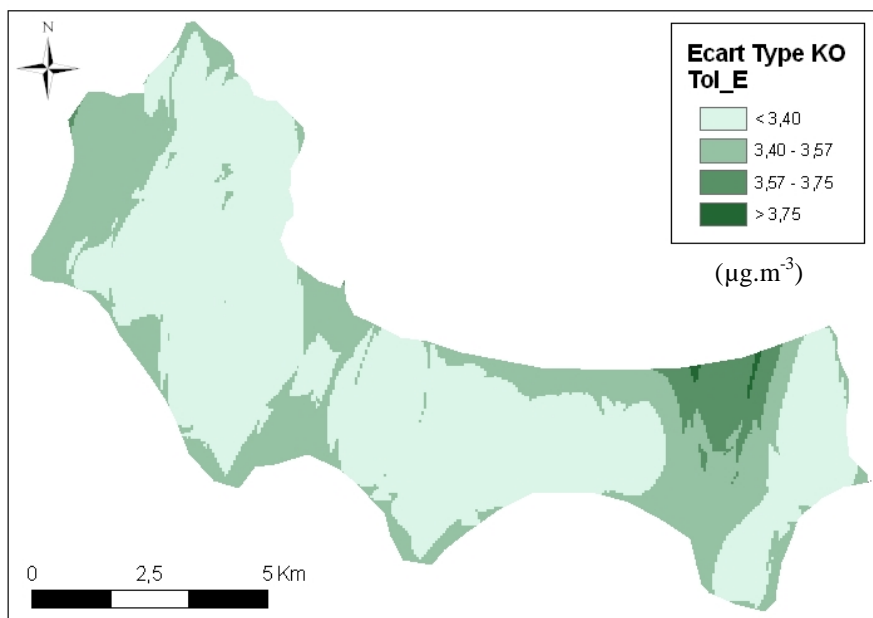 N
Ecart Type KO
Tol_E
< 3,40
3,40 - 3,57
3,57 - 3,75
> 3,75
(µg.m-3)
0 2,5 5 Km